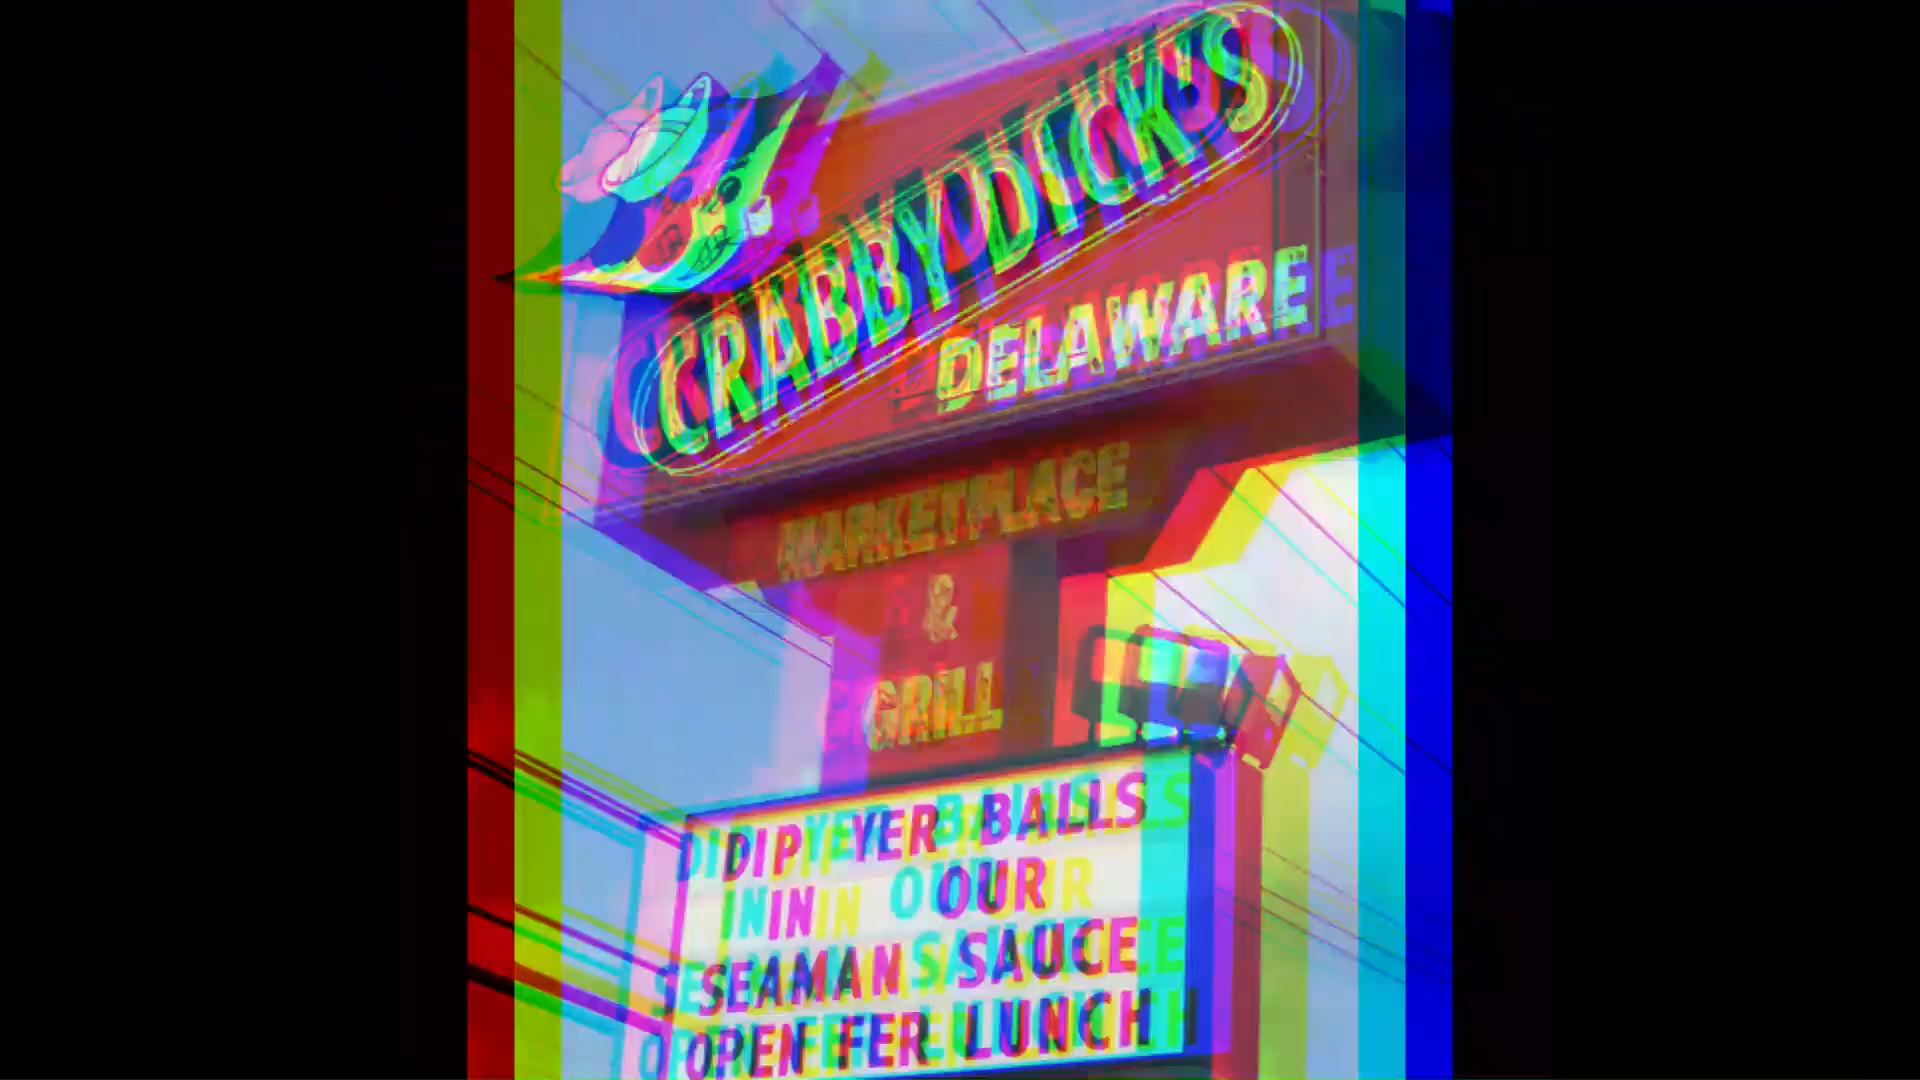 CRABBY DICK'S
DELAWARE
MARKETPLACE
&
GRILL
DIP YER BALLS
IN OUR
SEAMAN SAUCE
OPEN FER LUNCH